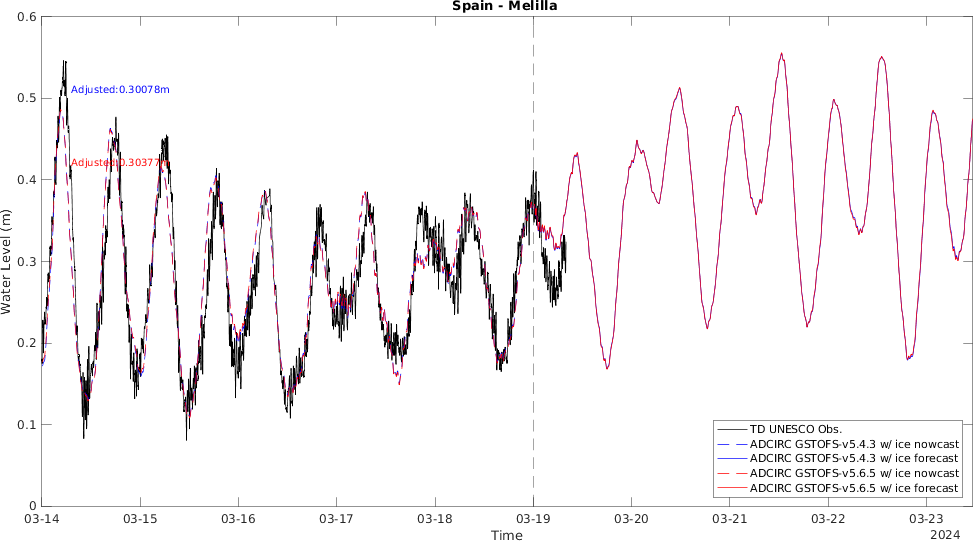 Spain - Melilla
0.6
0.5
0.4
0.3
0.2
0.1
0
Water Level (m)
Adjusted:0.30078m
Adjusted:0.30377m
TD UNESCO Obs.
ADCIRC GSTOFS-v5.4.3 w/ ice nowcast
ADCIRC GSTOFS-v5.4.3 w/ ice forecast
ADCIRC GSTOFS-v5.6.5 w/ ice nowcast
ADCIRC GSTOFS-v5.6.5 w/ ice forecast
03-14 03-15 03-16 03-17 03-18 03-19 03-20 03-21 03-22 03-23
Time
2024